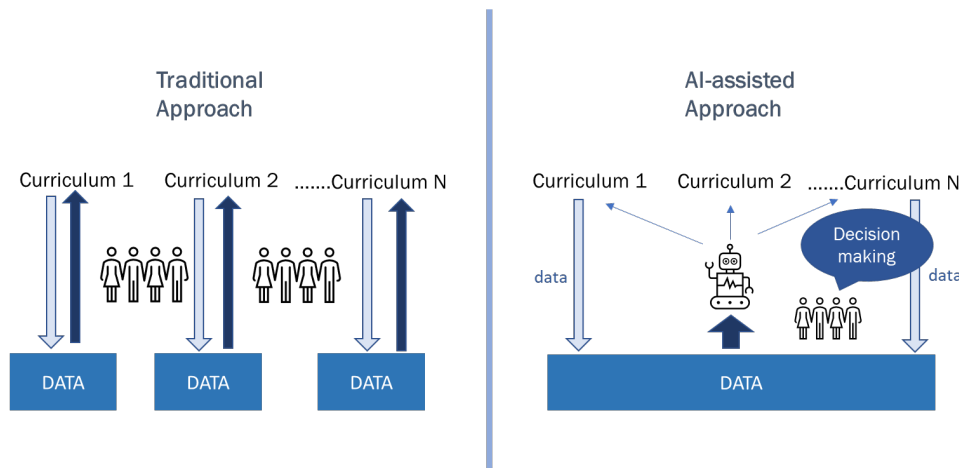 Traditional
Approach
Curriculum 1
Curriculum 2
.......Curriculum N
DATA
DATA
DATA
AI-assisted
Approach
Curriculum 1
Curriculum 2
.......Curriculum N
Decision
making
data
data
DATA